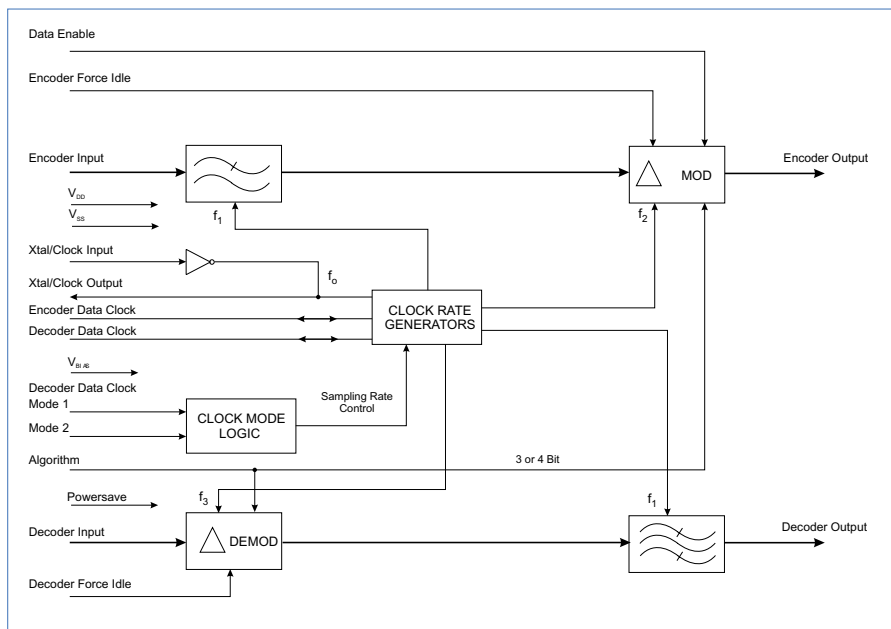 Data Enable
Encoder Force Idle
Encoder Input
Encoder Output
MOD
VDD
VSS
f1
f2
Xtal/Clock Input
fo
Xtal/Clock Output
CLOCK RATE
GENERATORS
Encoder Data Clock
Decoder Data Clock
VBIAS
Decoder Data Clock
Mode 1
Mode 2
CLOCK MODE
LOGIC
Sampling Rate
Control
Algorithm
3 or 4 Bit
Powersave
f3
f1
Decoder Input
DEMOD
Decoder Output
Decoder Force Idle